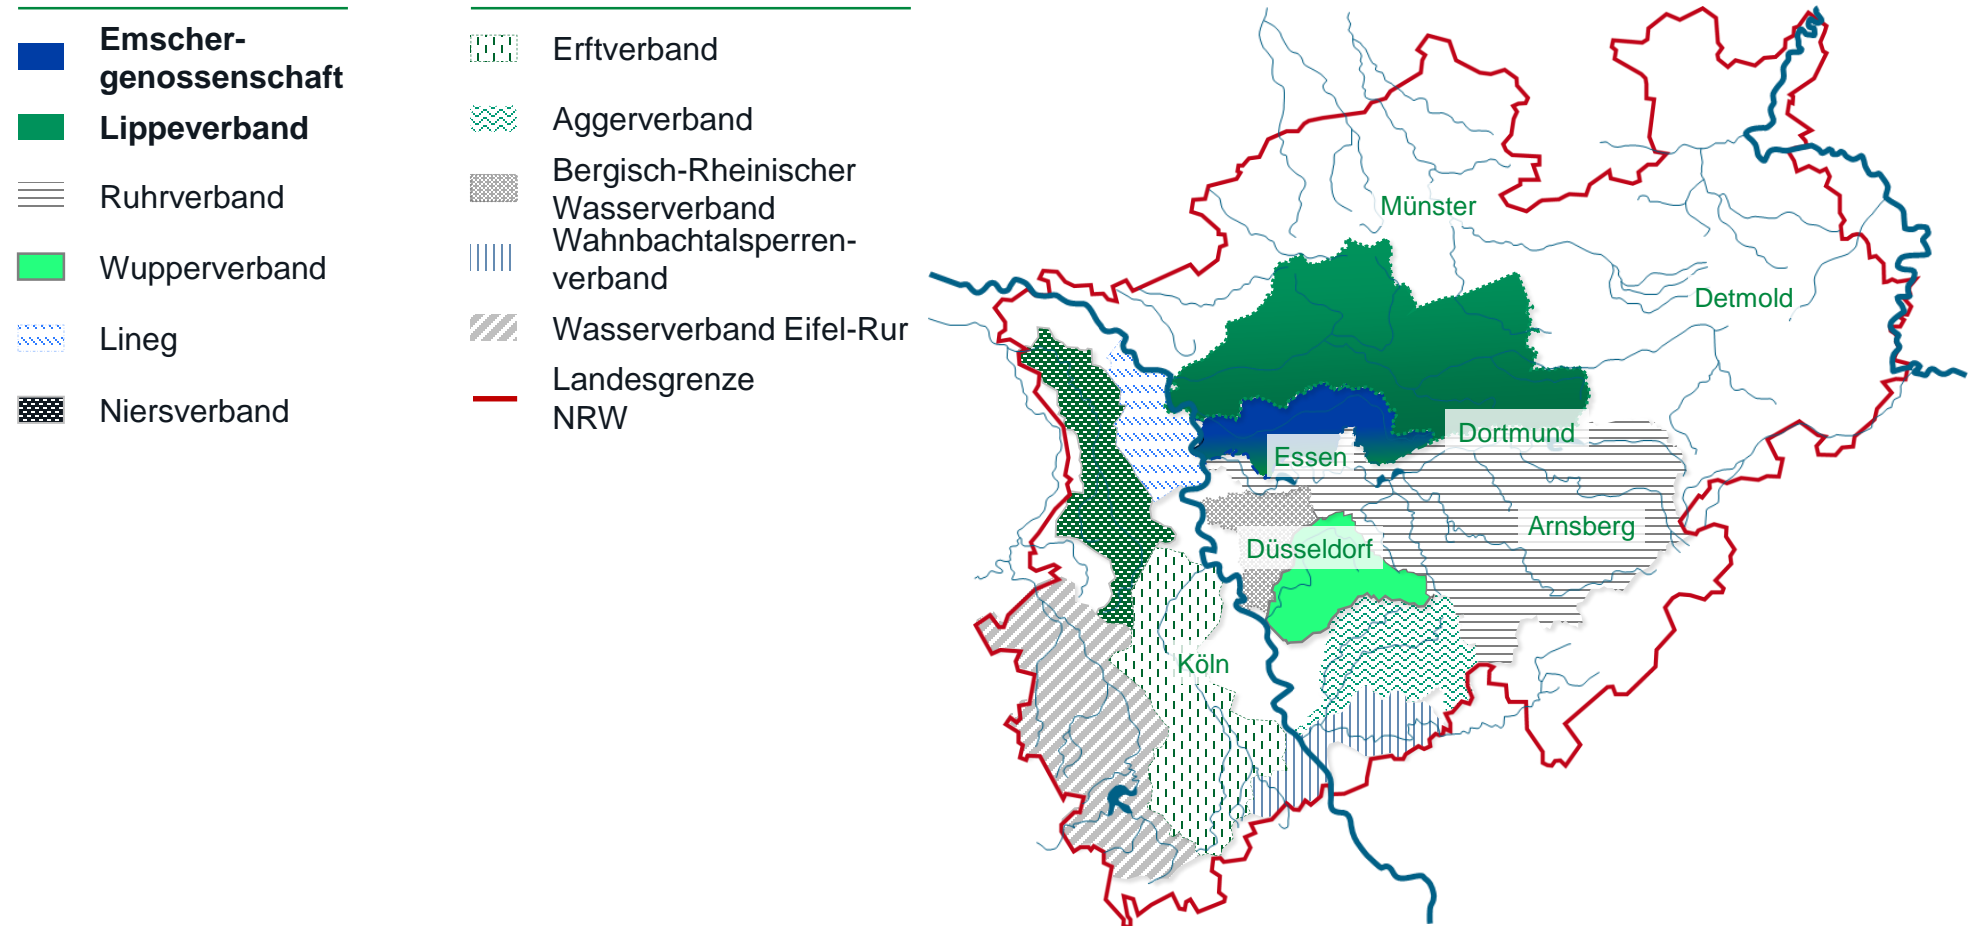 Emscher-
genossenschaft
Lippeverband
Ruhrverband
Wupperverband
Lineg
Niersverband
Erftverband
Aggerverband
Bergisch-Rheinischer
Wasserverband
Wahnbachtalsperren-
verband
Wasserverband Eifel-Rur
Landesgrenze
NRW
Münster
Detmold
Dortmund
Essen
Arnsberg
Düsseldorf
Köln